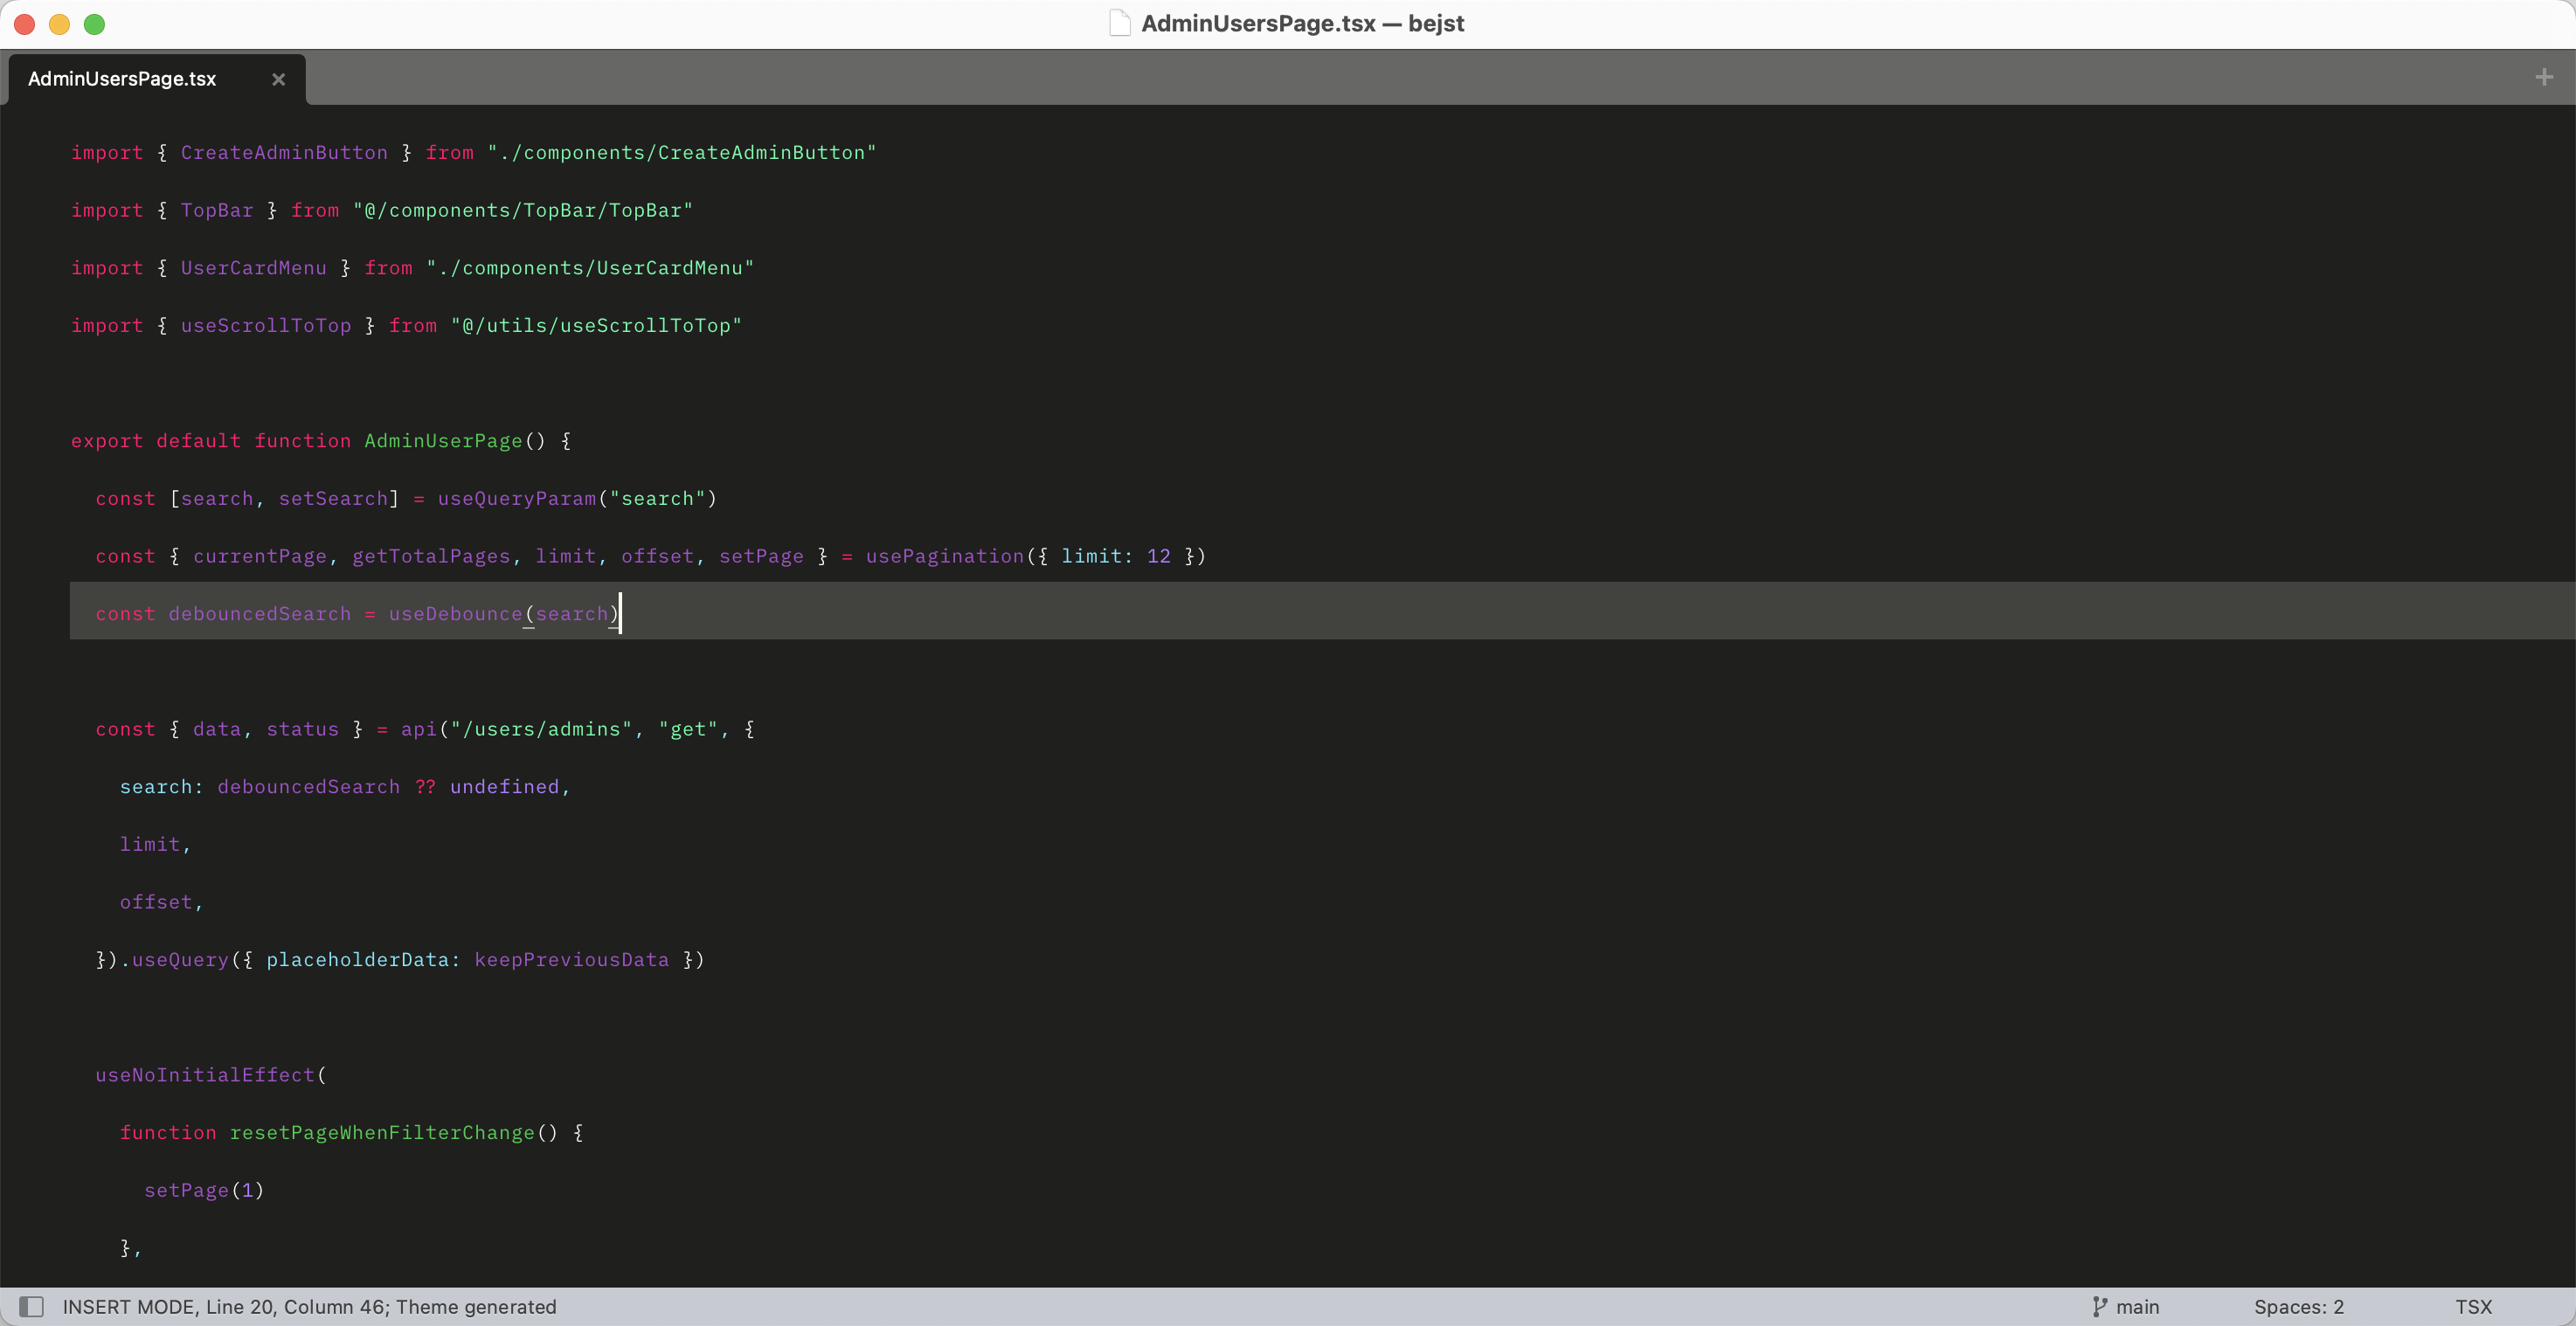 AdminUsersPage.tsx — bejst
AdminUsersPage.tsx
import { CreateAdminButton } from "./components/CreateAdminButton"
import { TopBar } from "@/components/TopBar/TopBar"
import { UserCardMenu } from "./components/UserCardMenu"
import { useScrollToTop } from "@/utils/useScrollToTop"
export default function AdminUserPage() {
  const [search, setSearch] = useQueryParam("search")
  const { currentPage, getTotalPages, limit, offset, setPage } = usePagination({ limit: 12 })
  const debouncedSearch = useDebounce(search)
  const { data, status } = api("/users/admins", "get", {
    search: debouncedSearch ?? undefined,
    limit,
    offset,
  }).useQuery({ placeholderData: keepPreviousData })
  useNoInitialEffect(
    function resetPageWhenFilterChange() {
      setPage(1)
    },
INSERT MODE, Line 20, Column 46; Theme generated
main
Spaces: 2
TSX